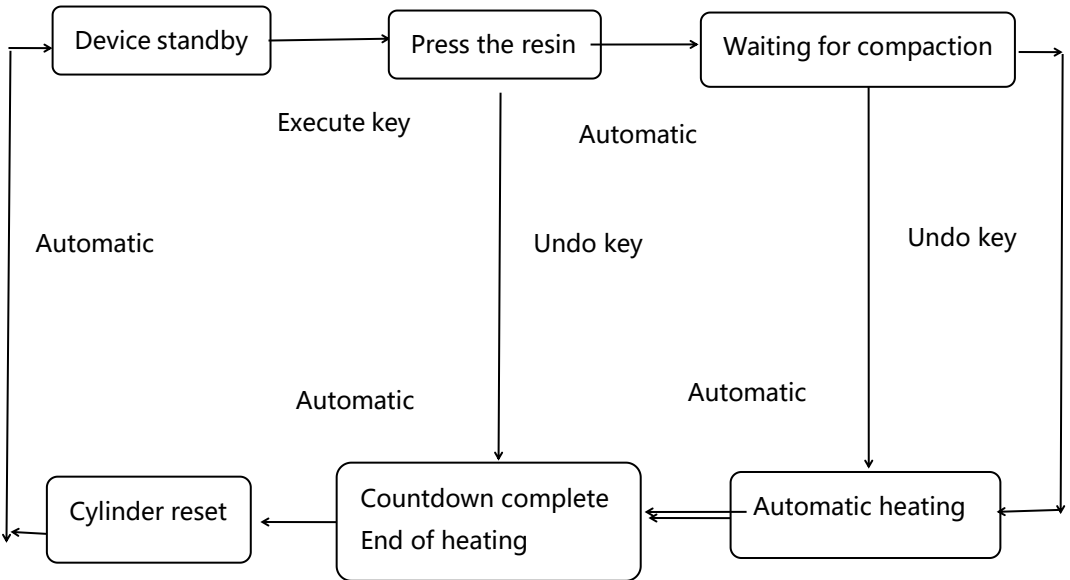 Device standby
Press the resin
Waiting for compaction
Execute key
Automatic
Automatic
Undo key
Undo key
Automatic
Automatic
Cylinder reset
Countdown complete
End of heating
Automatic heating